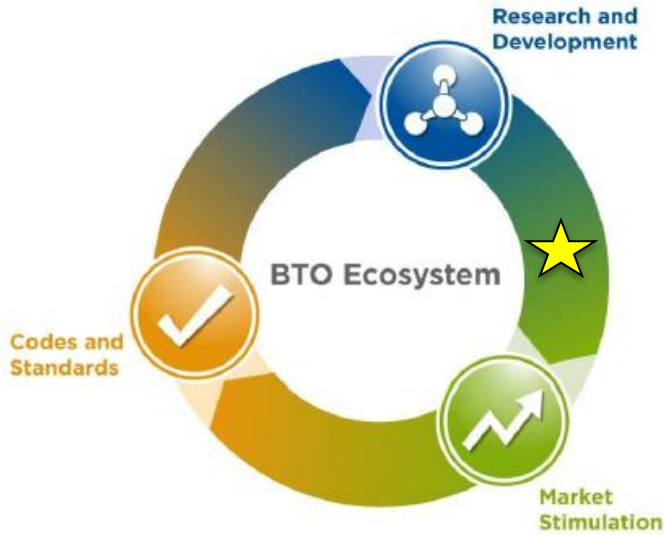 Research and
Development
BTO Ecosystem
Codes and
Standards
Market
Stimulation